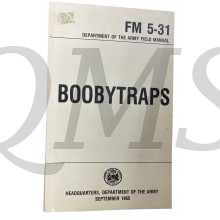 FM 5-31
DEPARTMENT OF THE ARMY FIELD MANUAL
BOOBYTRAPS
QMS
HEADQUARTERS, DEPARTMENT OF THE ARMY
SEPTEMBER 1965